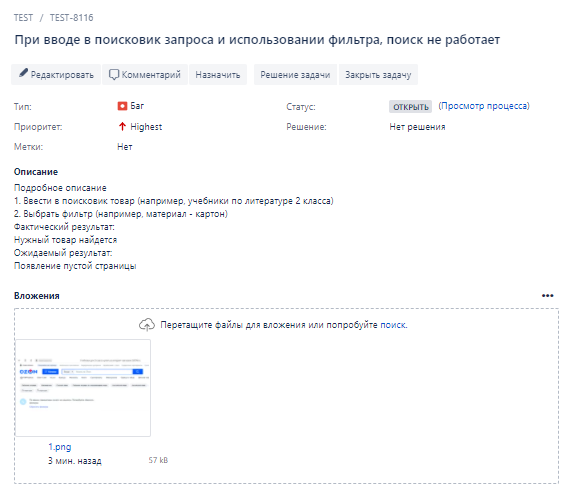 TEST / TEST-8116
При вводе в поисковик запроса и использовании фильтра, поиск не работает
Редактировать Комментарий Назначить Решение задачи Закрыть задачу
Тип: Баг Статус: ОТКРЫТЬ (Просмотр процесса)
Приоритет: Highest Решение: Нет решения
Метки: Нет
Описание
Подробное описание
1. Ввести в поисковик товар (например, учебники по литературе 2 класса)
2. Выбрать фильтр (например, материал - картон)
Фактический результат:
Нужный товар найдется
Ожидаемый результат:
Появление пустой страницы
Вложения
Перетащите файлы для вложения или попробуйте поиск.
OZON
1.png
3 мин. назад 57 kB